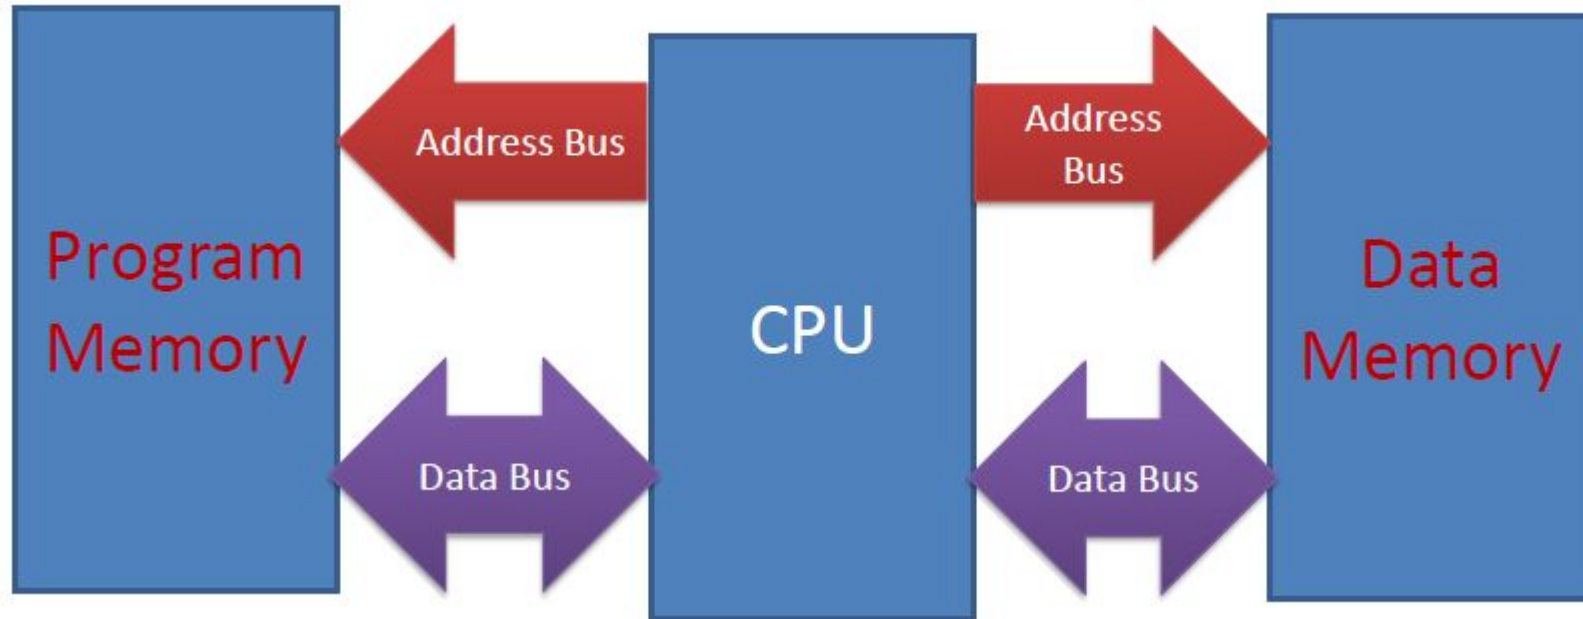 Program
Memory
Address Bus
Data Bus
CPU
Address
Bus
Data Bus
Data
Memory